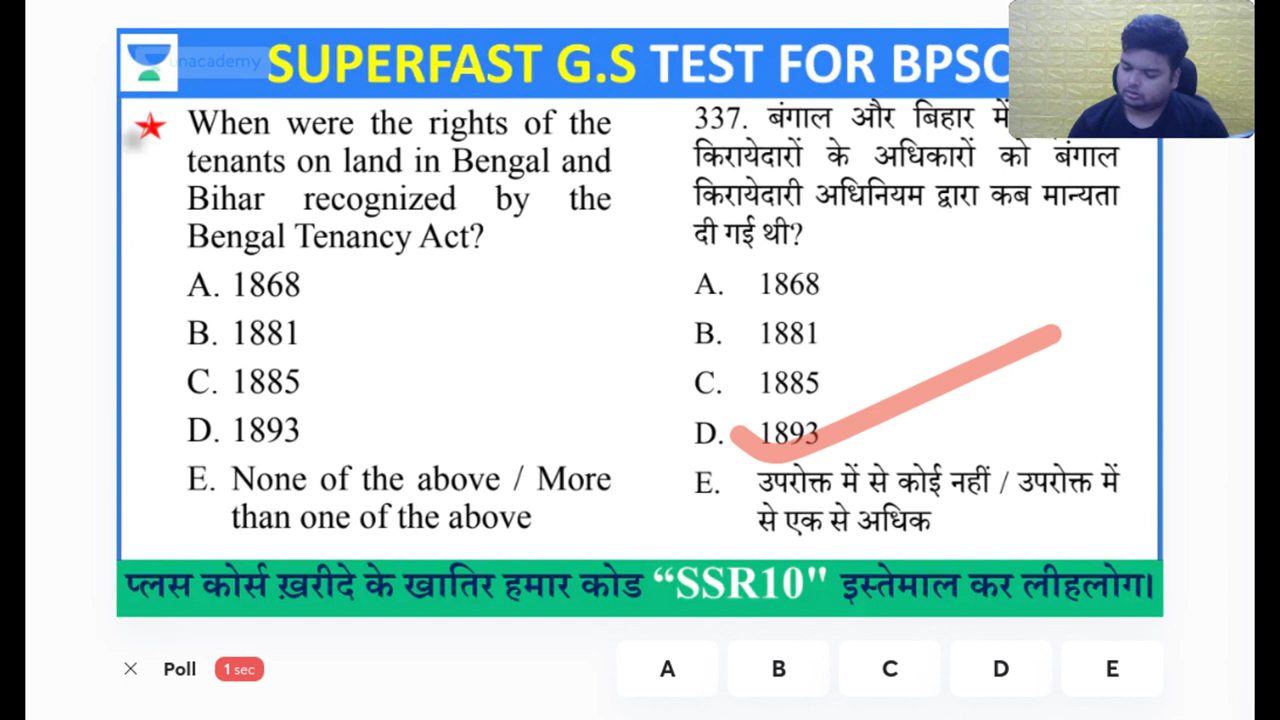 unacademy
SUPERFAST G.S TEST FOR BPSC
When were the rights of the
tenants on land in Bengal and
Bihar recognized by the
Bengal Tenancy Act?
A. 1868
B. 1881
C. 1885
D. 1893
E. None of the above / More
than one of the above
337. बंगाल और बिहार में
किरायेदारों के अधिकारों को बंगाल
किरायेदारी अधिनियम द्वारा कब मान्यता
दी गई थी?
A. 1868
B. 1881
C. 1885
D. 1893
E. उपरोक्त में से कोई नहीं / उपरोक्त में
से एक से अधिक
प्लस कोर्स ख़रीदे के खातिर हमार कोड “SSR10" इस्तेमाल कर लीहलोग।
Poll 1 sec
A B C D E